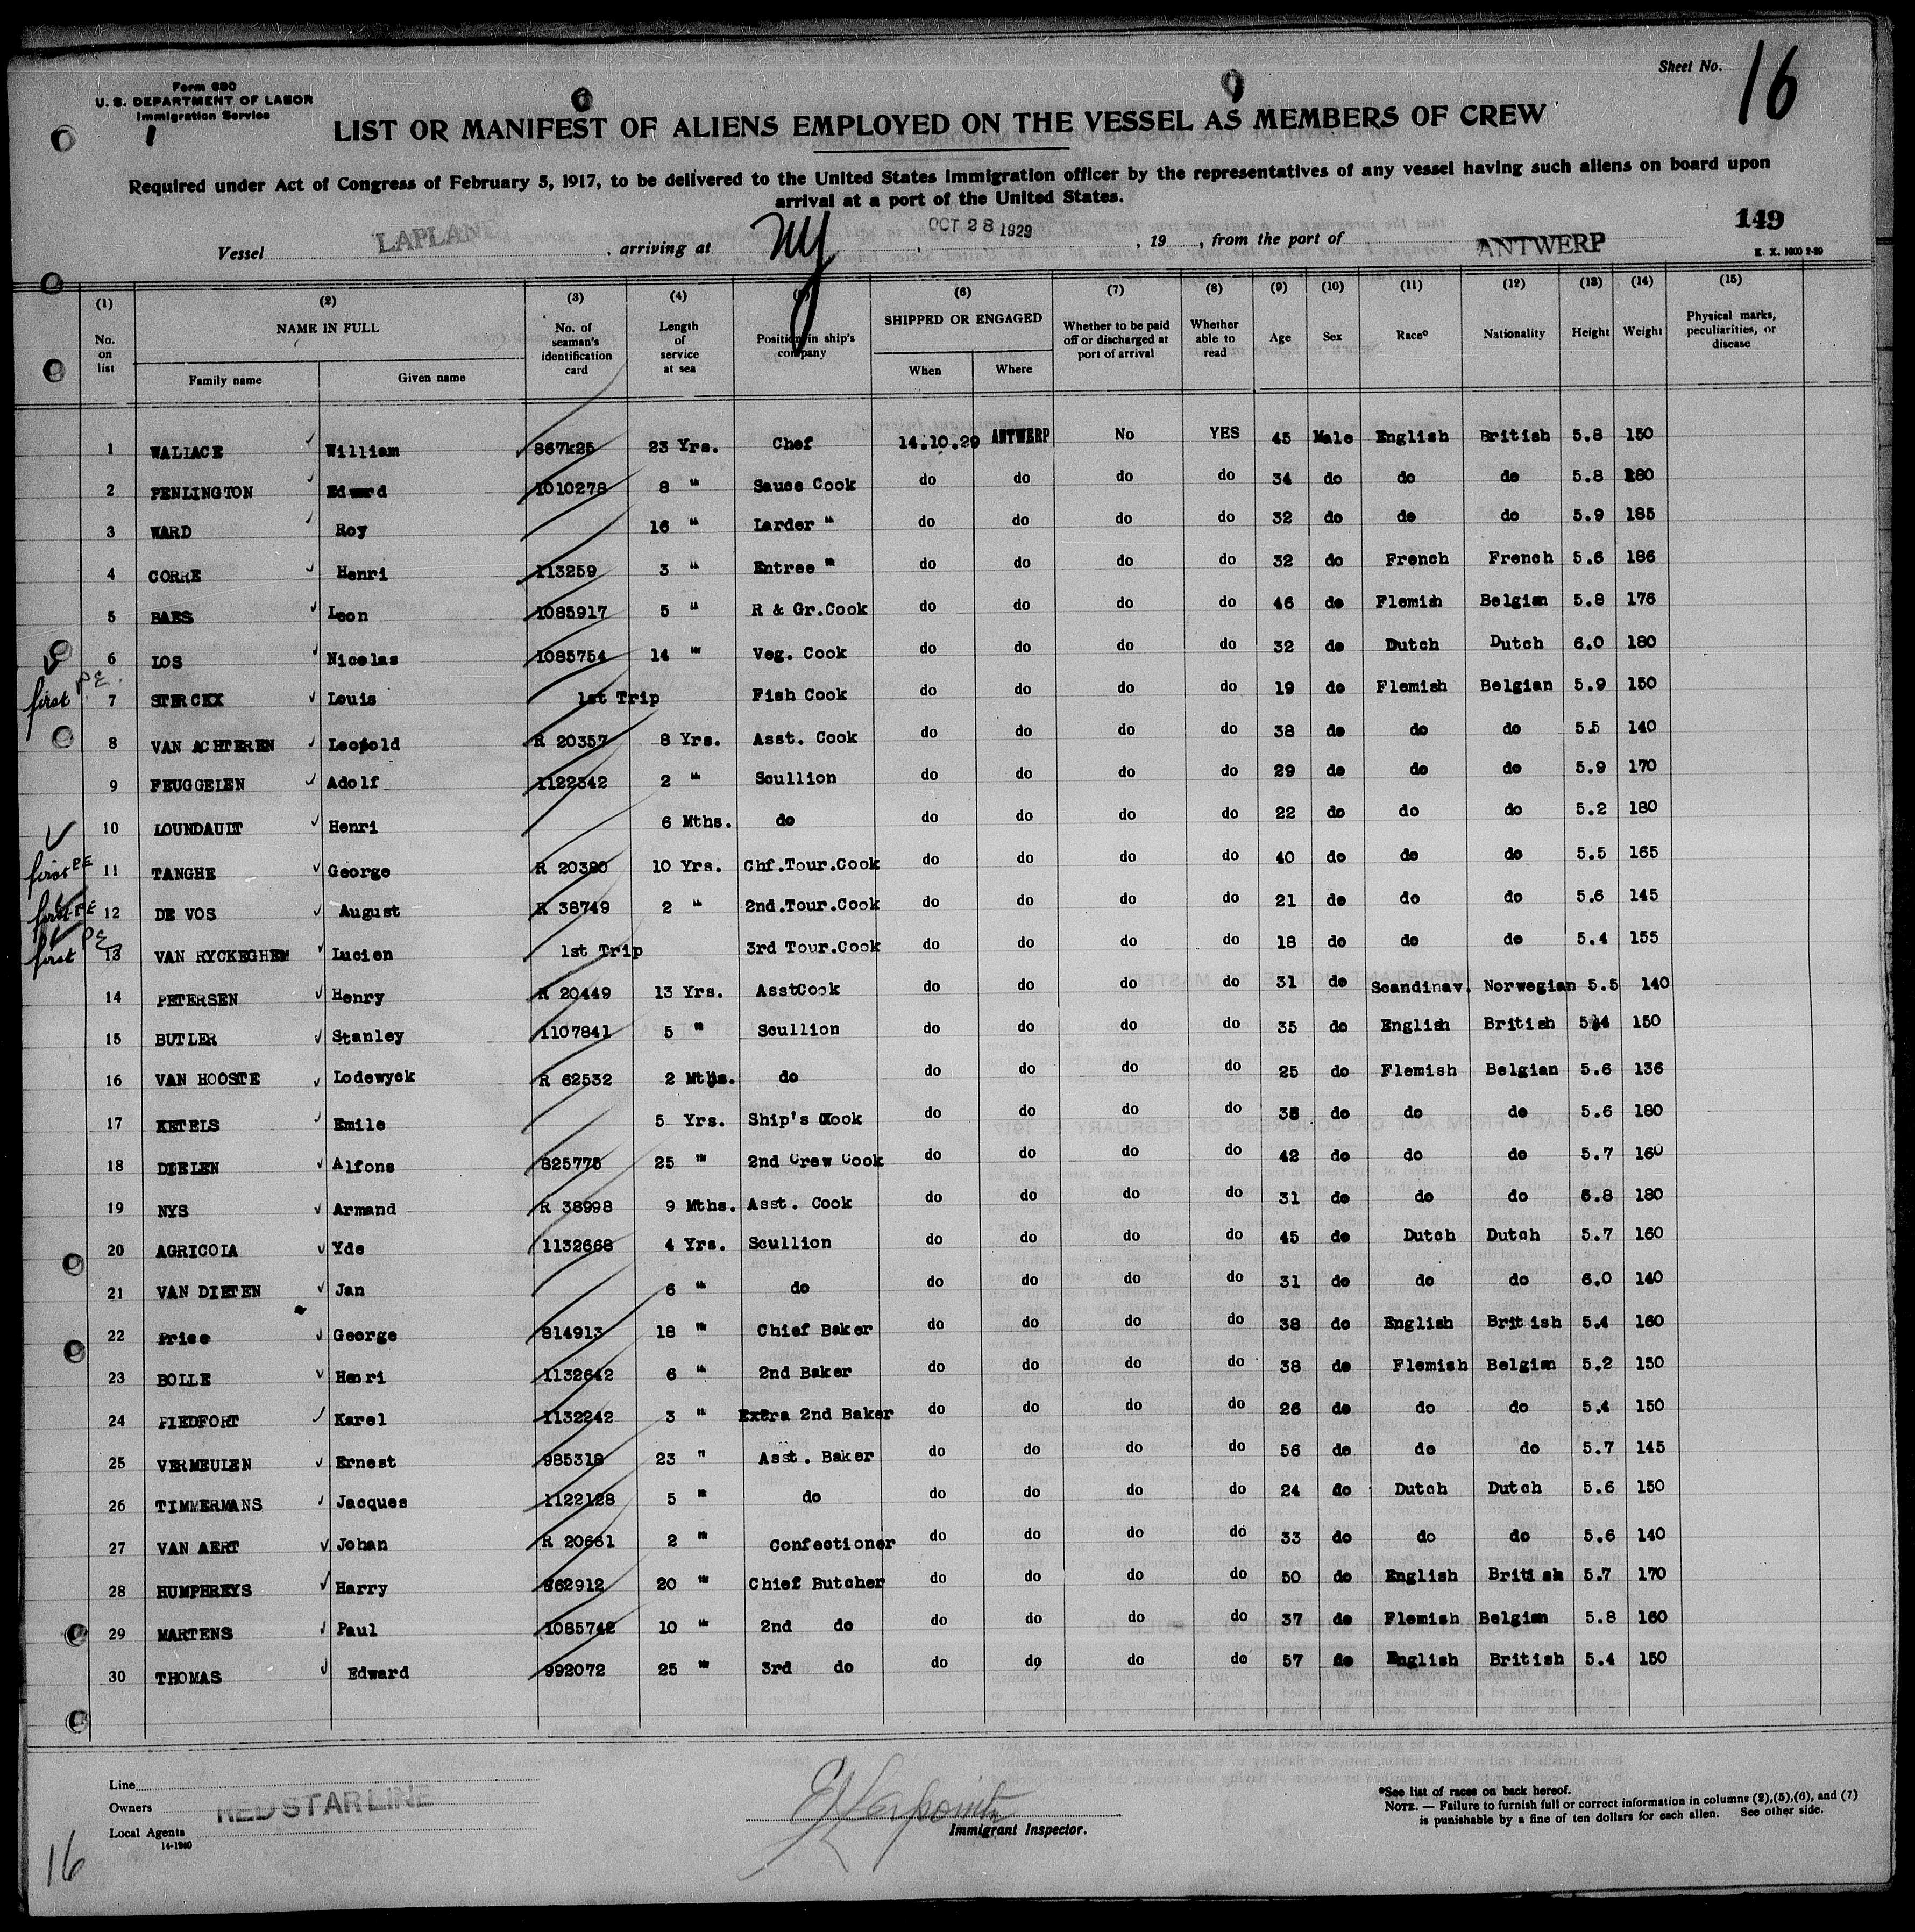 Form 680
U. S. DEPARTMENT OF LABOR
Immigration Service
1
Sheet No. 16
LIST OR MANIFEST OF ALIENS EMPLOYED ON THE VESSEL AS MEMBERS OF CREW
Required under Act of Congress of February 5, 1917, to be delivered to the United States immigration officer by the representatives of any vessel having such aliens on board upon
arrival at a port of the United States.
149
Vessel LAPLAND, arriving at NY, OCT 28 1929, 19 , from the port of ANTWERP
K. X. 1000 2-29
(1) (2) (3) (4) (5) (6) (7) (8) (9) (10) (11) (12) (13) (14) (15)
No. on list NAME IN FULL Family name Given name No. of seaman's identification card Length of service at sea Position in ship's company SHIPPED OR ENGAGED When Where Whether to be paid off or discharged at port of arrival Whether able to read Age Sex Race* Nationality Height Weight Physical marks, peculiarities, or disease
1 WALLACE William 867k25 23 Yrs. Chef 14.10.29 ANTWERP No YES 45 Male English British 5.8 150
2 PENLINGTON Edward 1010278 8 " Sauce Cook do do do do 34 do do do 5.8 180
3 WARD Roy 16 " Larder " do do do do 32 do do do 5.9 185
4 CORRE Henri 113259 3 " Entree " do do do do 32 do French French 5.6 186
5 BAES Leon 1085917 5 " R & Gr.Cook do do do do 46 do Flemish Belgian 5.8 176
6 LOS Nicolas 1085754 14 " Veg. Cook do do do do 32 do Dutch Dutch 6.0 180
first P.E. 7 STERCKX Louis 1st Trip Fish Cook do do do do 19 do Flemish Belgian 5.9 150
8 VAN ACHTEREN Leopold R 20357 8 Yrs. Asst. Cook do do do do 38 do do do 5.5 140
9 FEUGGELEN Adolf 1122342 2 " Scullion do do do do 29 do do do 5.9 170
10 LOUNDAULT Henri 6 Mths. do do do do do 22 do do do 5.2 180
first PE 11 TANGHE George R 20380 10 Yrs. Chf.Tour.Cook do do do do 40 do do do 5.5 165
first PE 12 DE VOS August R 38749 2 " 2nd.Tour.Cook do do do do 21 do do do 5.6 145
first PE 13 VAN RYCKEGHEM Lucien 1st Trip 3rd Tour.Cook do do do do 18 do do do 5.4 155
14 PETERSEN Henry R 20449 13 Yrs. AsstCook do do do do 31 do Scandinav. Norwegian 5.5 140
15 BUTLER Stanley 1107841 5 " Scullion do do do do 35 do English British 5.4 150
16 VAN HOOSTE Lodewyck R 62532 2 Mths. do do do do do 25 do Flemish Belgian 5.6 136
17 KETELS Emile 5 Yrs. Ship's Cook do do do do 38 do do do 5.6 180
18 DIELEN Alfons 825775 25 " 2nd Crew Cook do do do do 42 do do do 5.7 160
19 NYS Armand R 38998 9 Mths. Asst. Cook do do do do 31 do do do 5.8 180
20 AGRICOLA Yde 1132668 4 Yrs. Scullion do do do do 45 do Dutch Dutch 5.7 160
21 VAN DIETEN Jan 6 " do do do do do 31 do do do 6.0 140
22 Price George 814913 18 " Chief Baker do do do do 38 do English British 5.4 160
23 BOLLE Henri 1132642 6 " 2nd Baker do do do do 38 do Flemish Belgian 5.2 150
24 PIEDFORT Karel 1132242 3 " Extra 2nd Baker do do do do 26 do do do 5.4 150
25 VERMEULEN Ernest 985318 23 " Asst. Baker do do do do 56 do do do 5.7 145
26 TIMMERMANS Jacques 1122128 5 " do do do do do 24 do Dutch Dutch 5.6 150
27 VAN AERT Johan R 20661 2 " Confectioner do do do do 33 do do do 5.6 140
28 HUMPHREYS Harry 862912 20 " Chief Butcher do do do do 50 do English British 5.7 170
29 MARTENS Paul 1085742 10 " 2nd do do do do do 37 do Flemish Belgian 5.8 160
30 THOMAS Edward 992072 25 " 3rd do do do do do 57 do English British 5.4 150
Line
Owners RED STAR LINE
Local Agents
14-1240
Immigrant Inspector.
*See list of races on back hereof.
NOTE. — Failure to furnish full or correct information in columns (2),(5),(6), and (7)
is punishable by a fine of ten dollars for each alien. See other side.
16